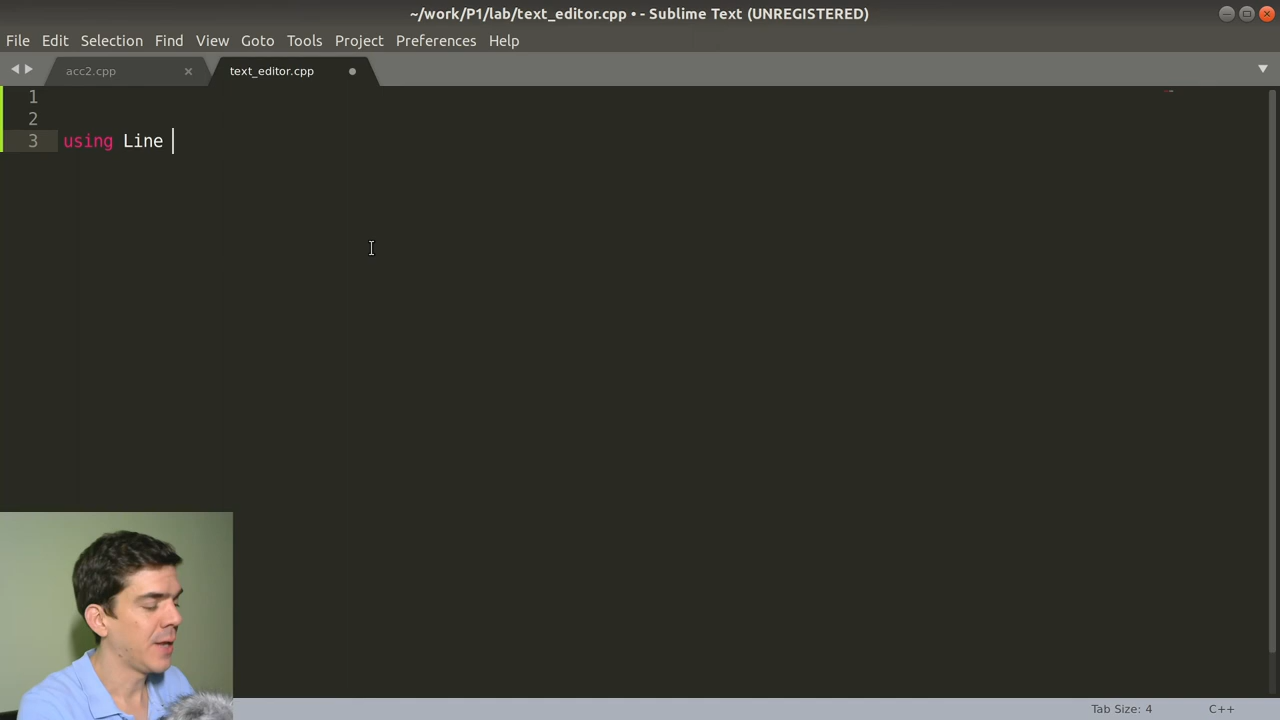 ~/work/P1/lab/text_editor.cpp • - Sublime Text (UNREGISTERED)
File Edit Selection Find View Goto Tools Project Preferences Help
acc2.cpp text_editor.cpp
1
2
3 using Line
Tab Size: 4 C++